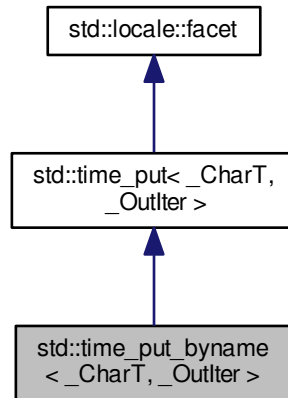 std::locale::facet
std::time_put< _CharT,
_OutIter >
std::time_put_byname
< _CharT, _OutIter >